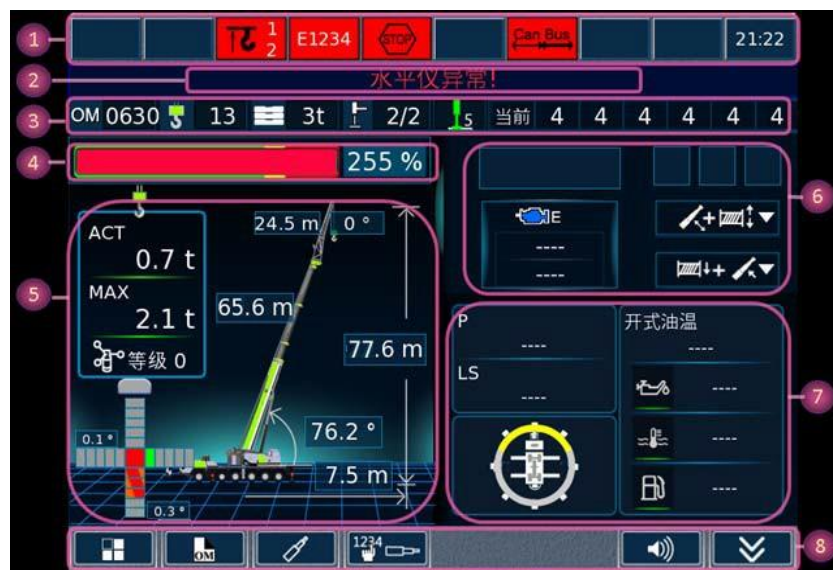 1
1
2
E1234
STOP
Can Bus
21:22
2
水平仪异常!
3
OM 0630 13 3t 2/2 5 当前 4 4 4 4 4 4
4
255 %
6
E
----
----
5
ACT
0.7 t
MAX
2.1 t
等级 0
24.5 m
0 °
65.6 m
77.6 m
76.2 °
7.5 m
0.1 °
0.3 °
7
P
----
LS
----
开式油温
----
----
----
----
8
OM
1234